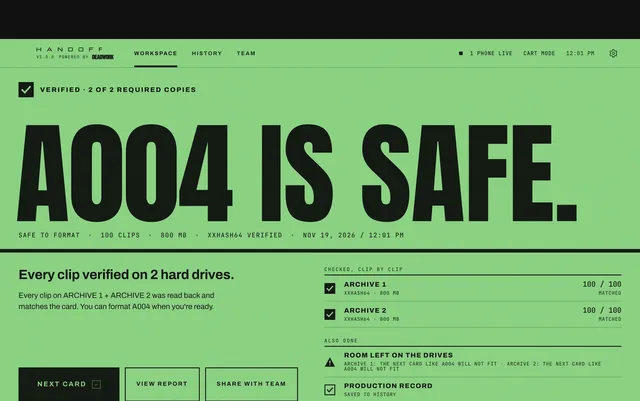 HANDOFF
V1.0.0 POWERED BY DEADWORK
WORKSPACE
HISTORY
TEAM
1 PHONE LIVE
CART MODE
12:01 PM
VERIFIED · 2 OF 2 REQUIRED COPIES
A004 IS SAFE.
SAFE TO FORMAT · 100 CLIPS · 800 MB · XXHASH64 VERIFIED · NOV 19, 2026 / 12:01 PM
Every clip verified on 2 hard drives.
Every clip on ARCHIVE 1 + ARCHIVE 2 was read back and
matches the card. You can format A004 when you're ready.
NEXT CARD
VIEW REPORT
SHARE WITH TEAM
CHECKED, CLIP BY CLIP
ARCHIVE 1
100 / 100
XXHASH64 · 800 MB
MATCHED
ARCHIVE 2
100 / 100
XXHASH64 · 800 MB
MATCHED
ALSO DONE
ROOM LEFT ON THE DRIVES
ARCHIVE 1: THE NEXT CARD LIKE A004 WILL NOT FIT · ARCHIVE 2: THE NEXT CARD LIKE
A004 WILL NOT FIT
PRODUCTION RECORD
SAVED TO HISTORY